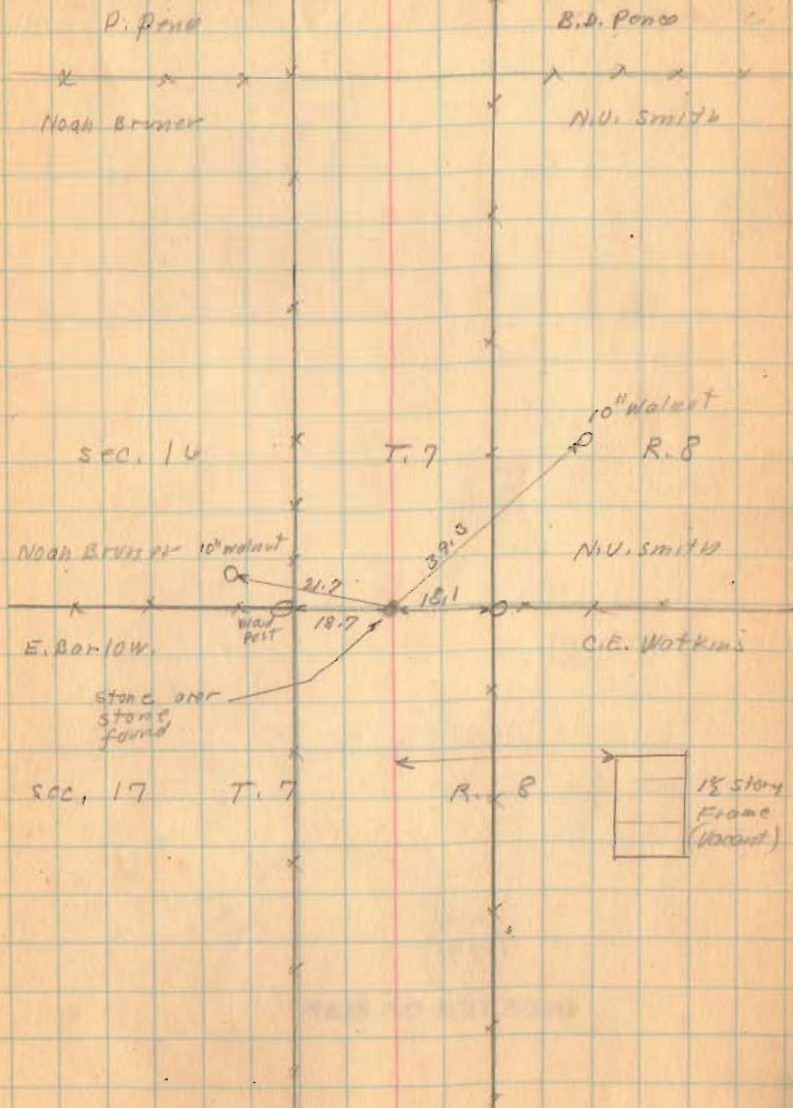 B.D. Pence
Noah Bruner
N.U. Smith
10" Walnut
sec. 16
T. 7
R. 8
Noah Bruner
10" walnut
39.3
N.U. Smith
21.7
18.7
18.1
post
E. Barlow.
C.E. Watkins
stone over
stone
found
sec, 17
T. 7
R. 8
1½ story
Frame
(Vacant)